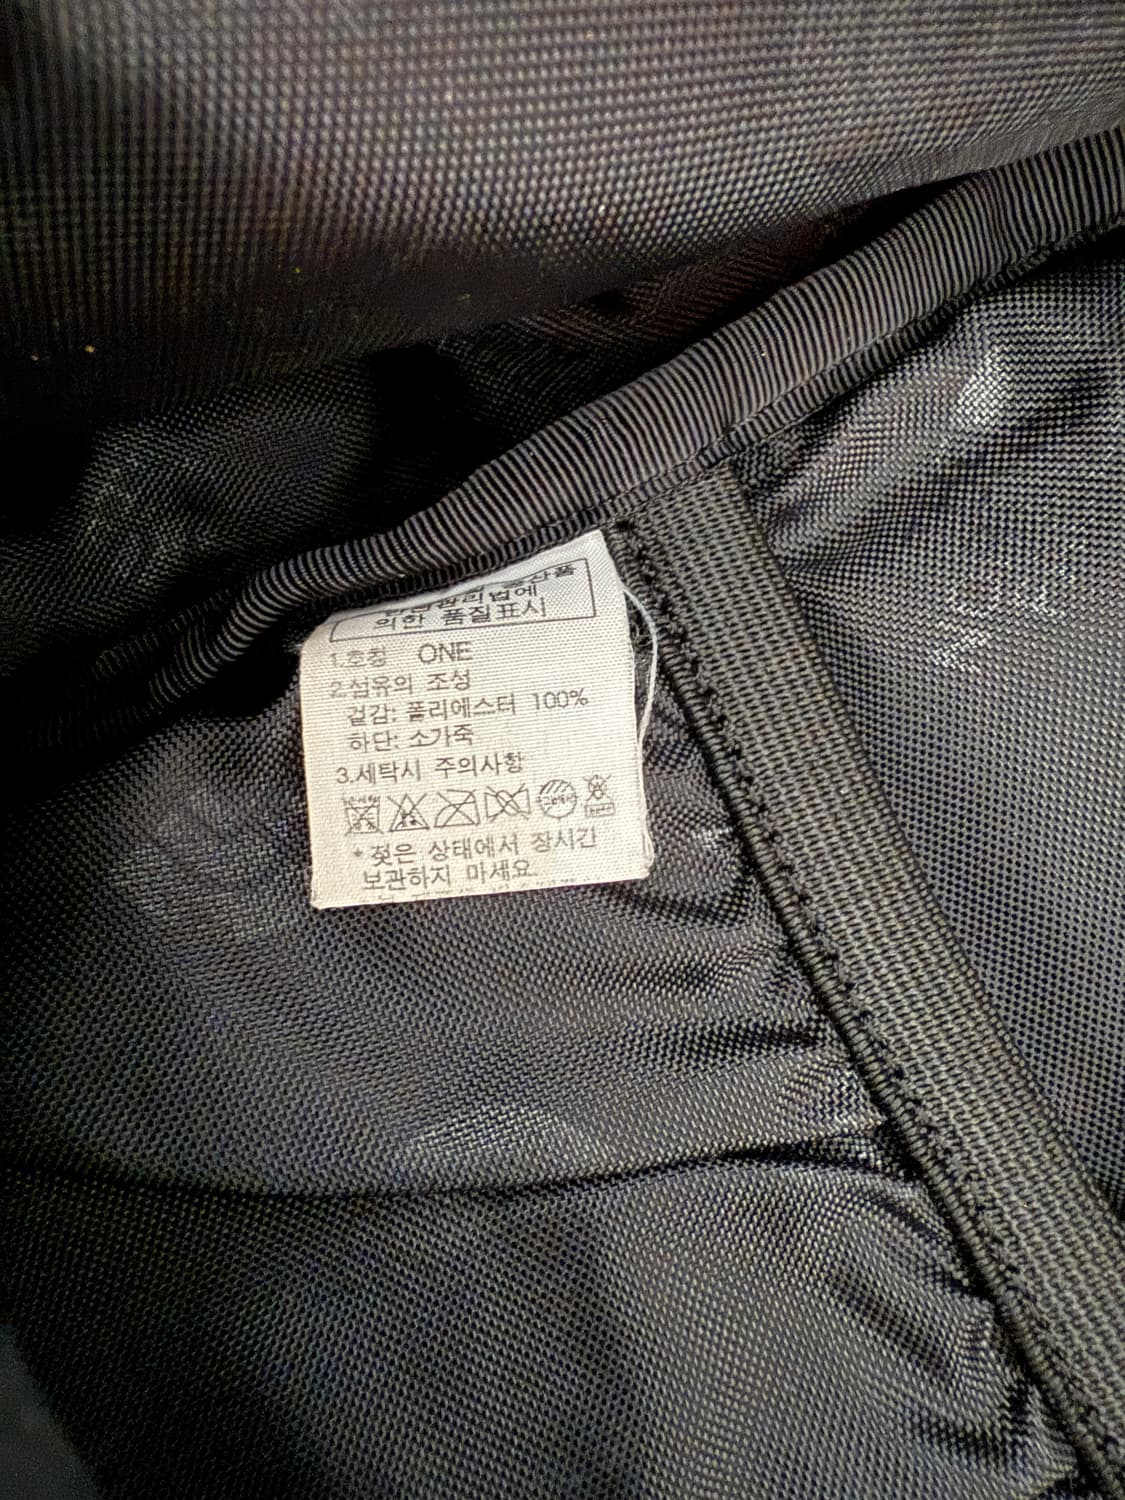 의한 품질표시
1.호칭 ONE
2.섬유의 조성
겉감: 폴리에스터 100%
하단: 소가죽
3.세탁시 주의사항
* 젖은 상태에서 장시간
보관하지 마세요.